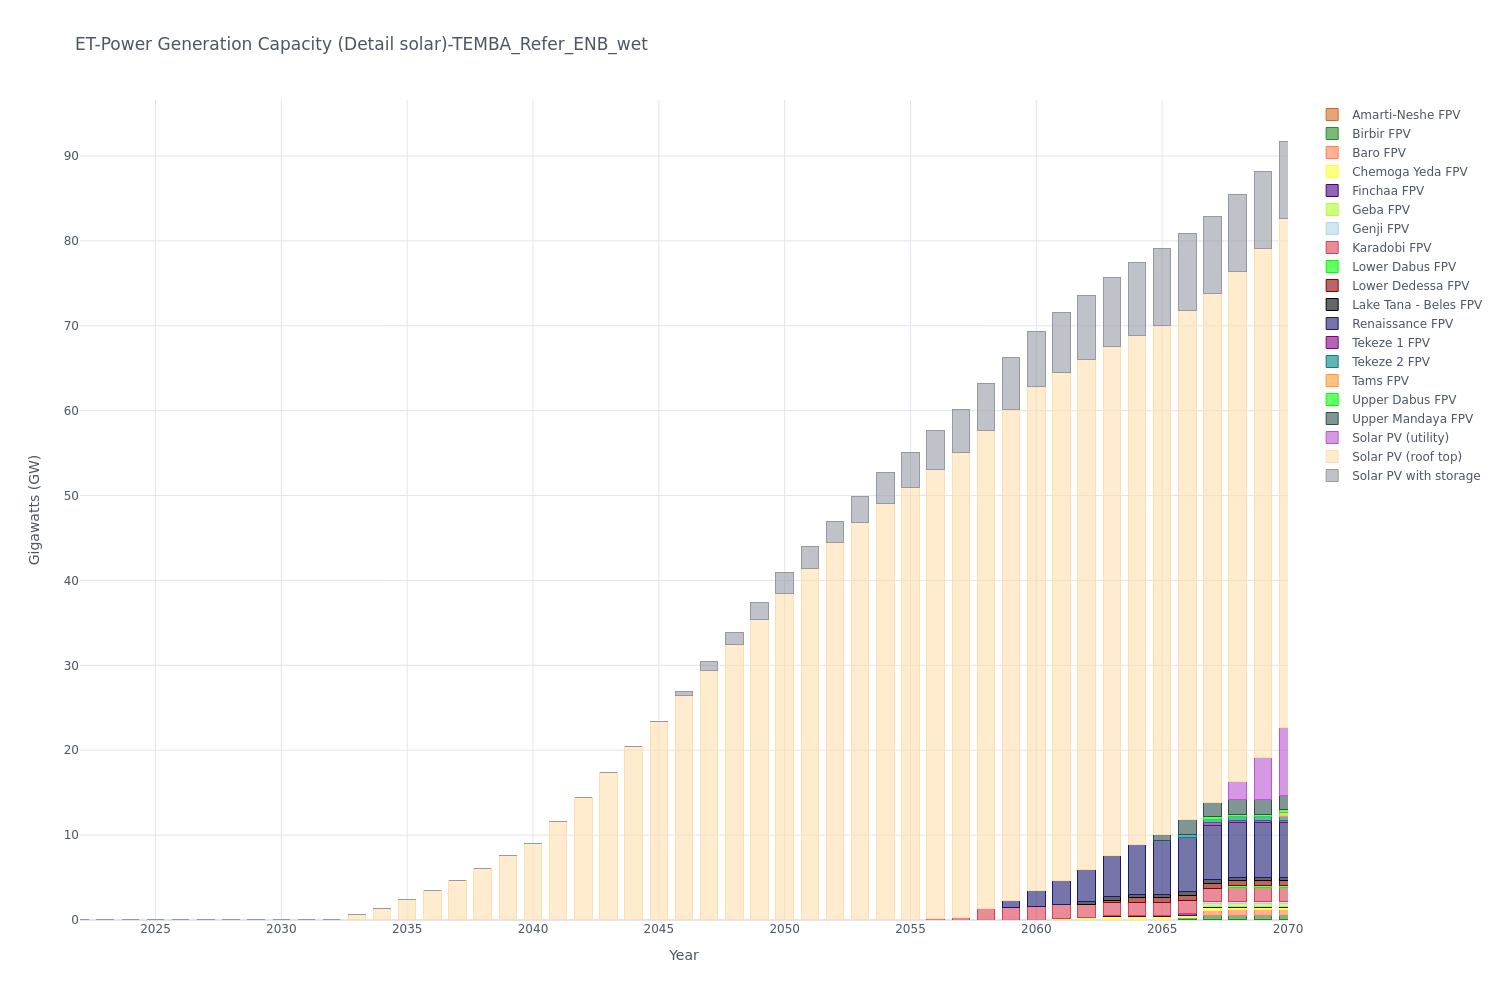 ET-Power Generation Capacity (Detail solar)-TEMBA_Refer_ENB_wet
Gigawatts (GW)
90
80
70
60
50
40
30
20
10
0
2025
2030
2035
2040
2045
2050
2055
2060
2065
2070
Year
Amarti-Neshe FPV
Birbir FPV
Baro FPV
Chemoga Yeda FPV
Finchaa FPV
Geba FPV
Genji FPV
Karadobi FPV
Lower Dabus FPV
Lower Dedessa FPV
Lake Tana - Beles FPV
Renaissance FPV
Tekeze 1 FPV
Tekeze 2 FPV
Tams FPV
Upper Dabus FPV
Upper Mandaya FPV
Solar PV (utility)
Solar PV (roof top)
Solar PV with storage